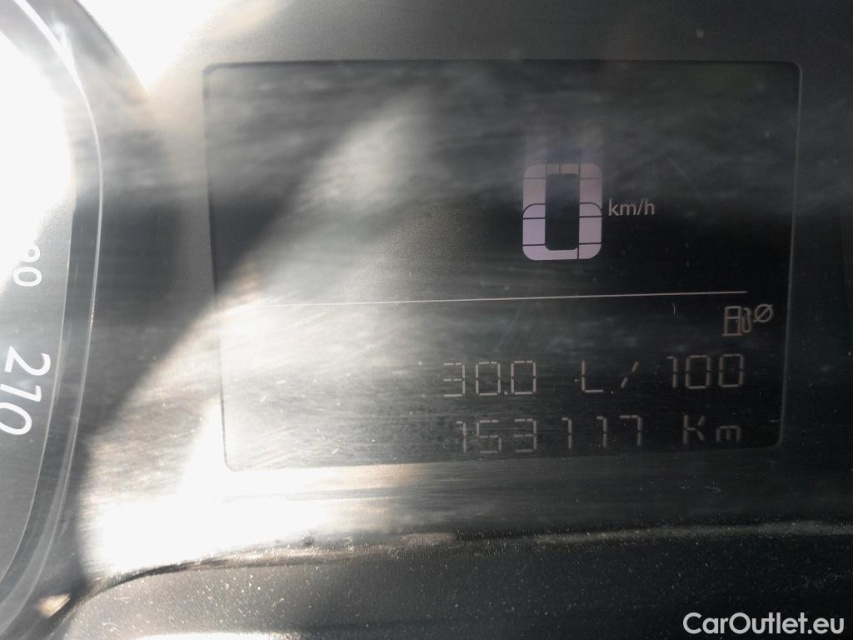 0 km/h
30.0 L/100
153117 Km
210
CarOutlet.eu